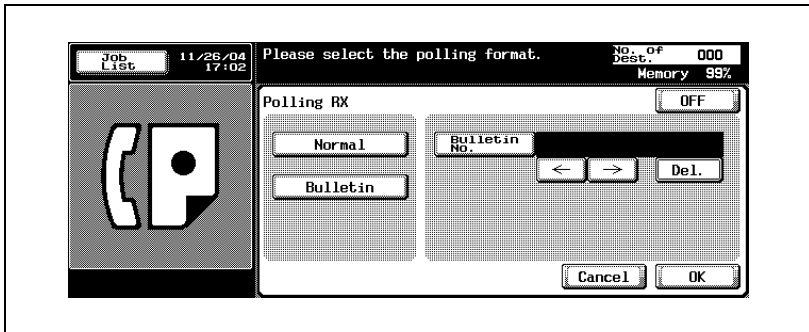 Job List
11/26/04
17:02
Please select the polling format.
No. of Dest. 000
Memory 99%
Polling RX
OFF
Normal
Bulletin
Bulletin No.
← →
Del.
Cancel
OK